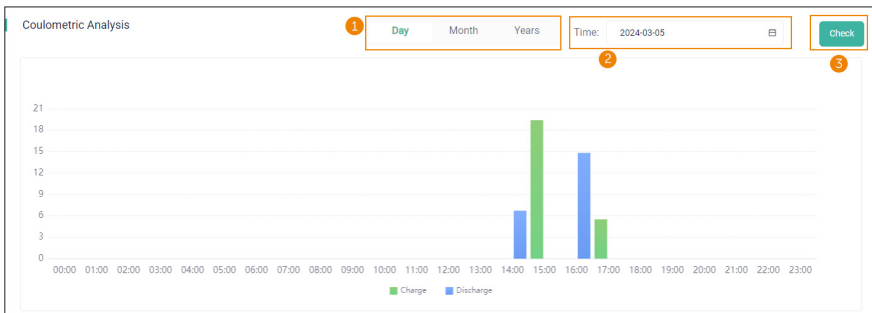 Coulometric Analysis
1
Day Month Years
Time: 2024-03-05
Check
2
3
21
18
15
12
9
6
3
0
00:00 01:00 02:00 03:00 04:00 05:00 06:00 07:00 08:00 09:00 10:00 11:00 12:00 13:00 14:00 15:00 16:00 17:00 18:00 19:00 20:00 21:00 22:00 23:00
Charge Discharge